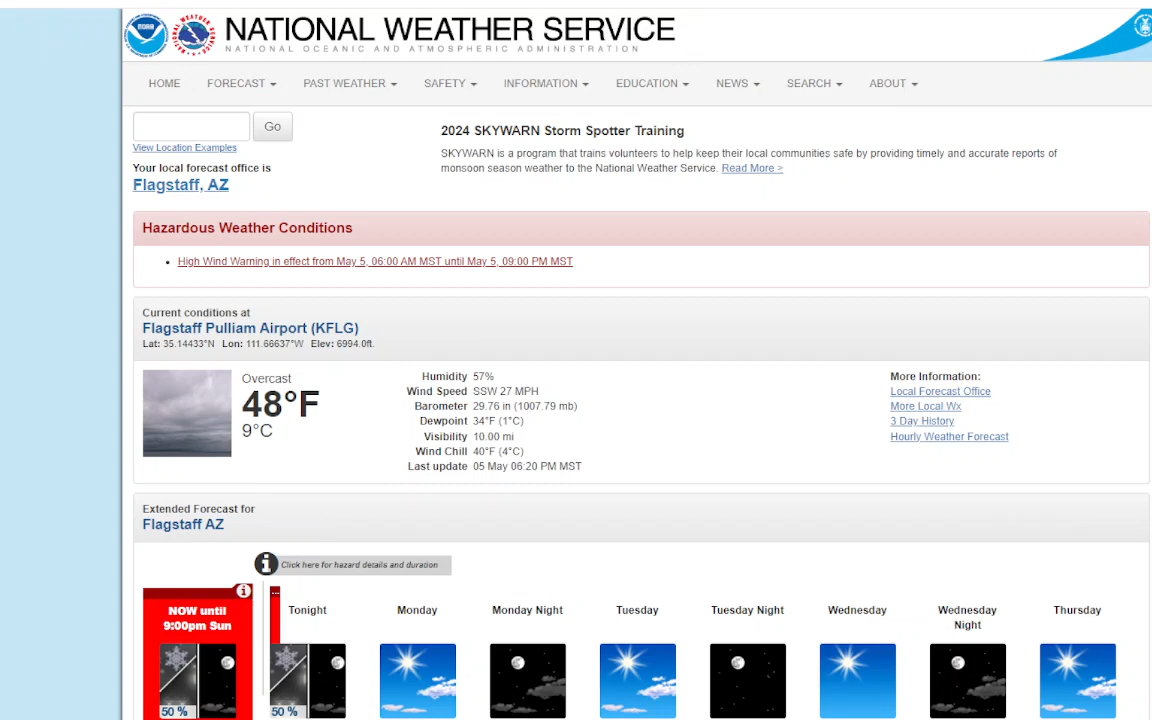 NATIONAL WEATHER SERVICE
NATIONAL OCEANIC AND ATMOSPHERIC ADMINISTRATION
HOME FORECAST PAST WEATHER SAFETY INFORMATION EDUCATION NEWS SEARCH ABOUT
Go
View Location Examples
Your local forecast office is
Flagstaff, AZ
2024 SKYWARN Storm Spotter Training
SKYWARN is a program that trains volunteers to help keep their local communities safe by providing timely and accurate reports of
monsoon season weather to the National Weather Service. Read More >
Hazardous Weather Conditions
High Wind Warning in effect from May 5, 06:00 AM MST until May 5, 09:00 PM MST
Current conditions at
Flagstaff Pulliam Airport (KFLG)
Lat: 35.14433°N Lon: 111.66637°W Elev: 6994.0ft.
Overcast
48°F
9°C
Humidity 57%
Wind Speed SSW 27 MPH
Barometer 29.76 in (1007.79 mb)
Dewpoint 34°F (1°C)
Visibility 10.00 mi
Wind Chill 40°F (4°C)
Last update 05 May 06:20 PM MST
More Information:
Local Forecast Office
More Local Wx
3 Day History
Hourly Weather Forecast
Extended Forecast for
Flagstaff AZ
Click here for hazard details and duration
NOW until
9:00pm Sun
50 %
...
Tonight
50 %
Monday
Monday Night
Tuesday
Tuesday Night
Wednesday
Wednesday
Night
Thursday